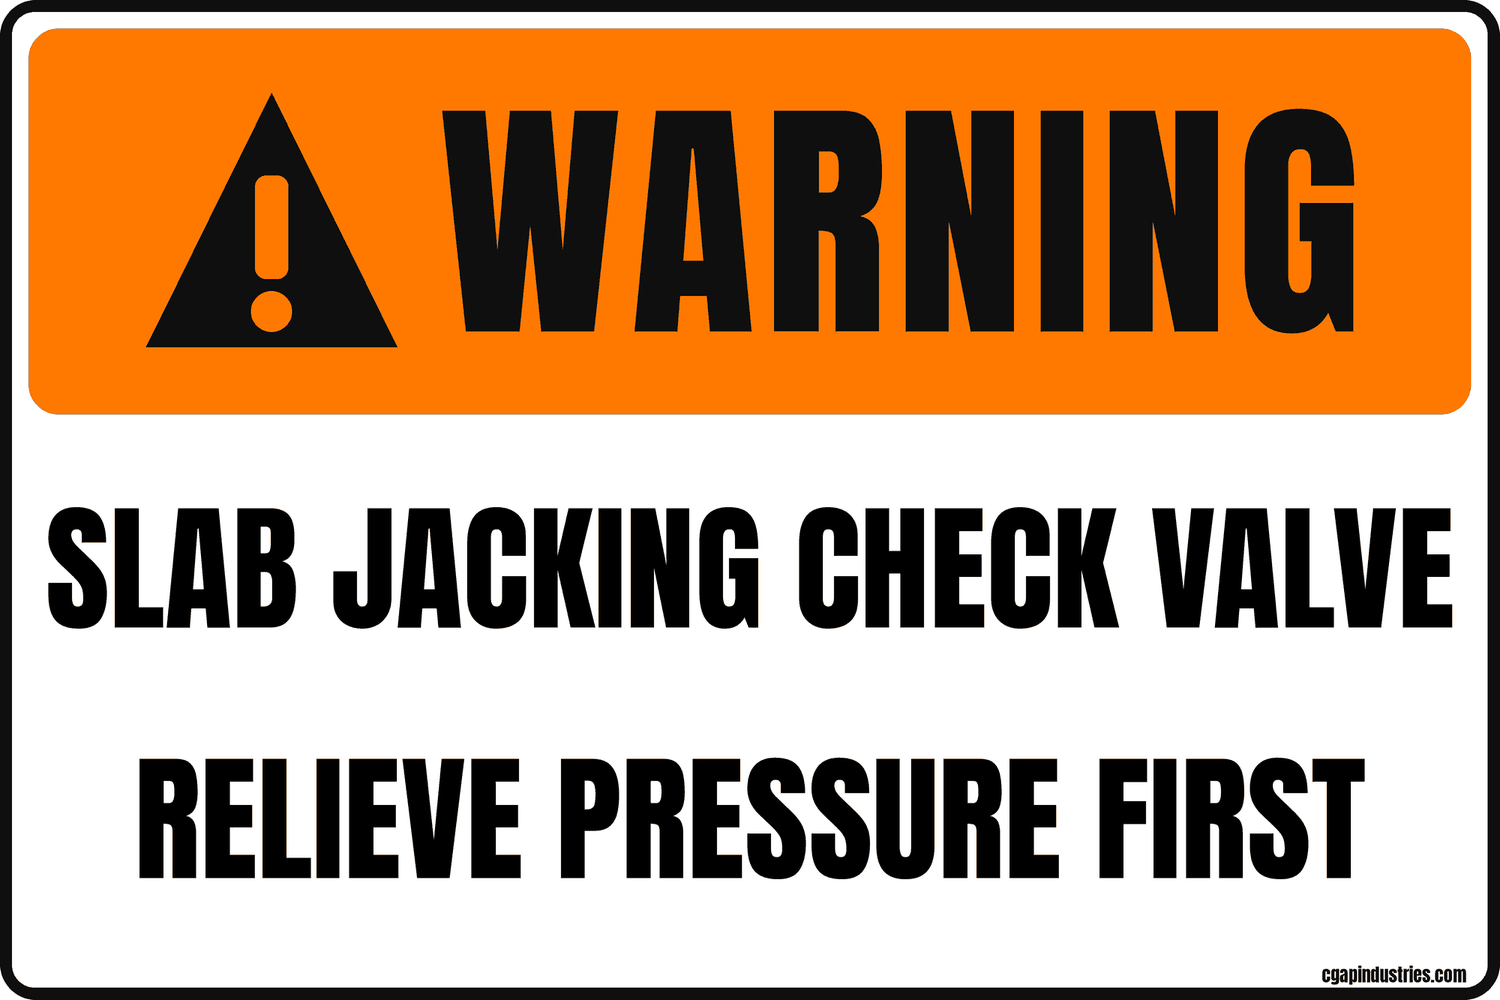 WARNING
SLAB JACKING CHECK VALVE
RELIEVE PRESSURE FIRST
cgapindustries.com